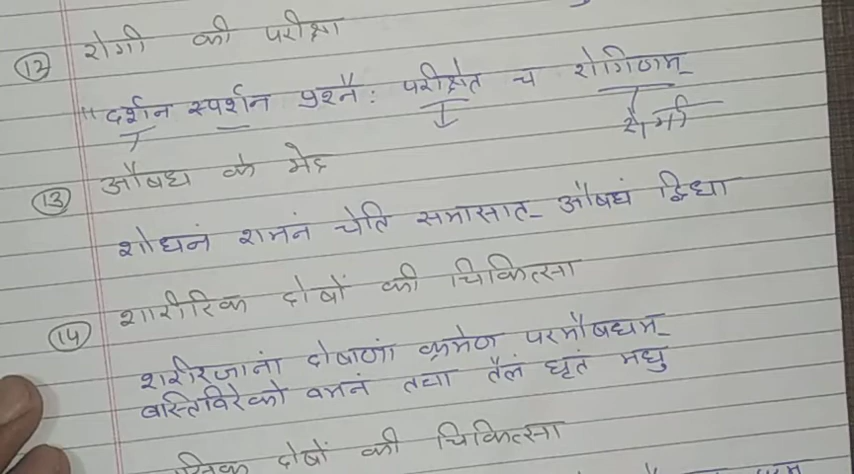 (12) रोगी की परीक्षा
"दर्शन स्पर्शन प्रश्नैः परीक्षेत च रोगिणम्
रोगी
(13) औषध के भेद
शोधनं शमनं चेति समासात् औषधं द्विधा
(14) शारीरिक दोषों की चिकित्सा
शरीरजानां दोषाणां क्रमेण परमौषधम्
बस्तिर्विरेको वमनं तथा तैलं घृतं मधु
दोषों की चिकित्सा